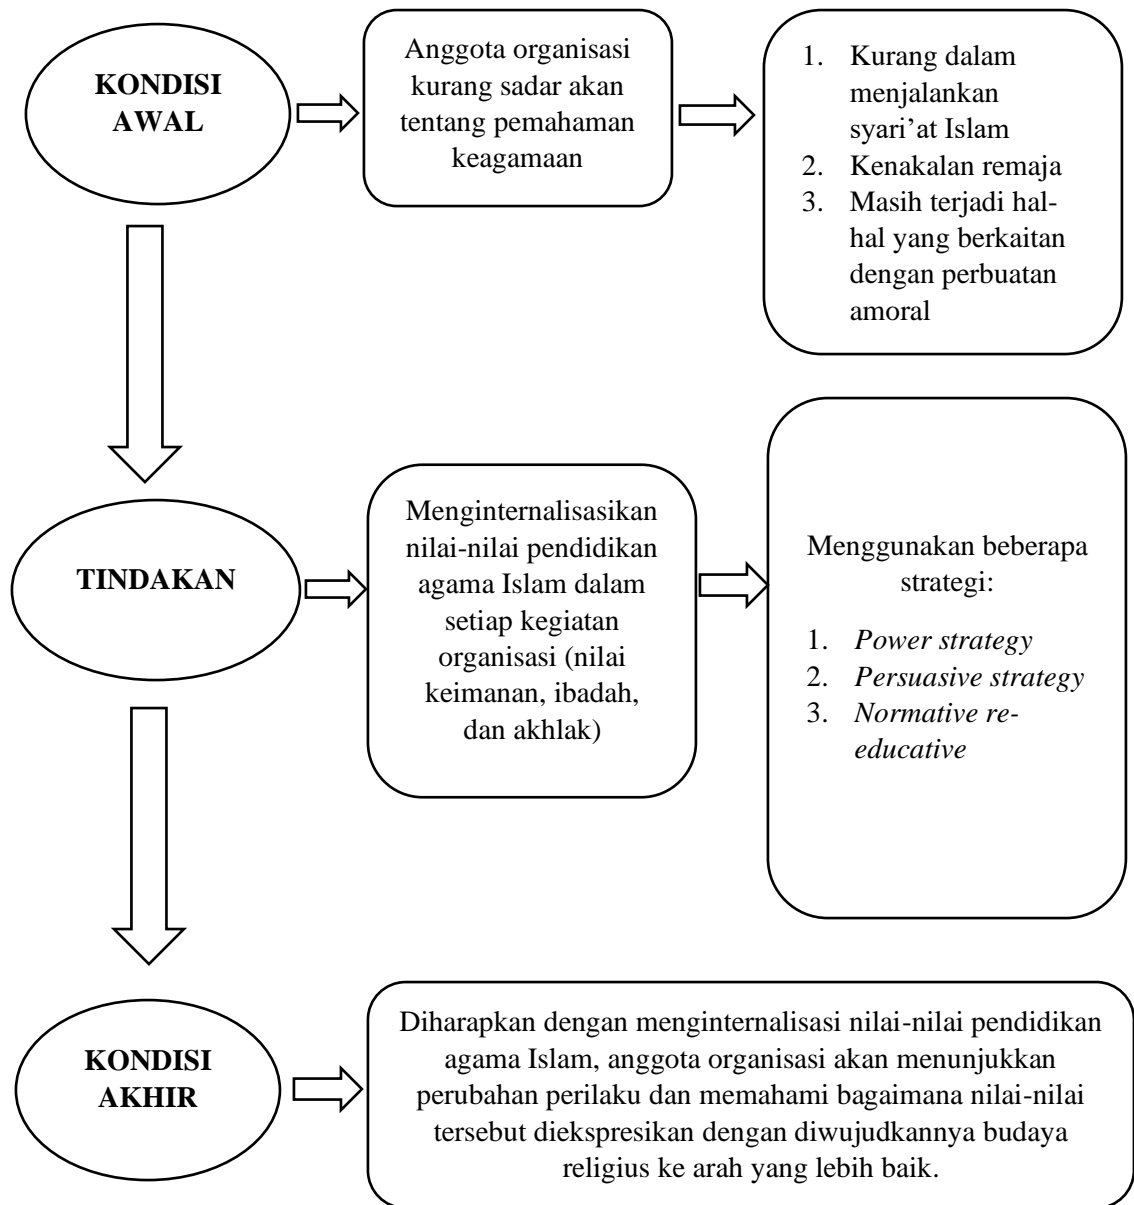 KONDISI
AWAL
Anggota organisasi
kurang sadar akan
tentang pemahaman
keagamaan
1. Kurang dalam
menjalankan
syari’at Islam
2. Kenakalan remaja
3. Masih terjadi hal-
hal yang berkaitan
dengan perbuatan
amoral
TINDAKAN
Menginternalisasikan
nilai-nilai pendidikan
agama Islam dalam
setiap kegiatan
organisasi (nilai
keimanan, ibadah,
dan akhlak)
Menggunakan beberapa
strategi:
1. Power strategy
2. Persuasive strategy
3. Normative re-
educative
KONDISI
AKHIR
Diharapkan dengan menginternalisasi nilai-nilai pendidikan
agama Islam, anggota organisasi akan menunjukkan
perubahan perilaku dan memahami bagaimana nilai-nilai
tersebut diekspresikan dengan diwujudkannya budaya
religius ke arah yang lebih baik.